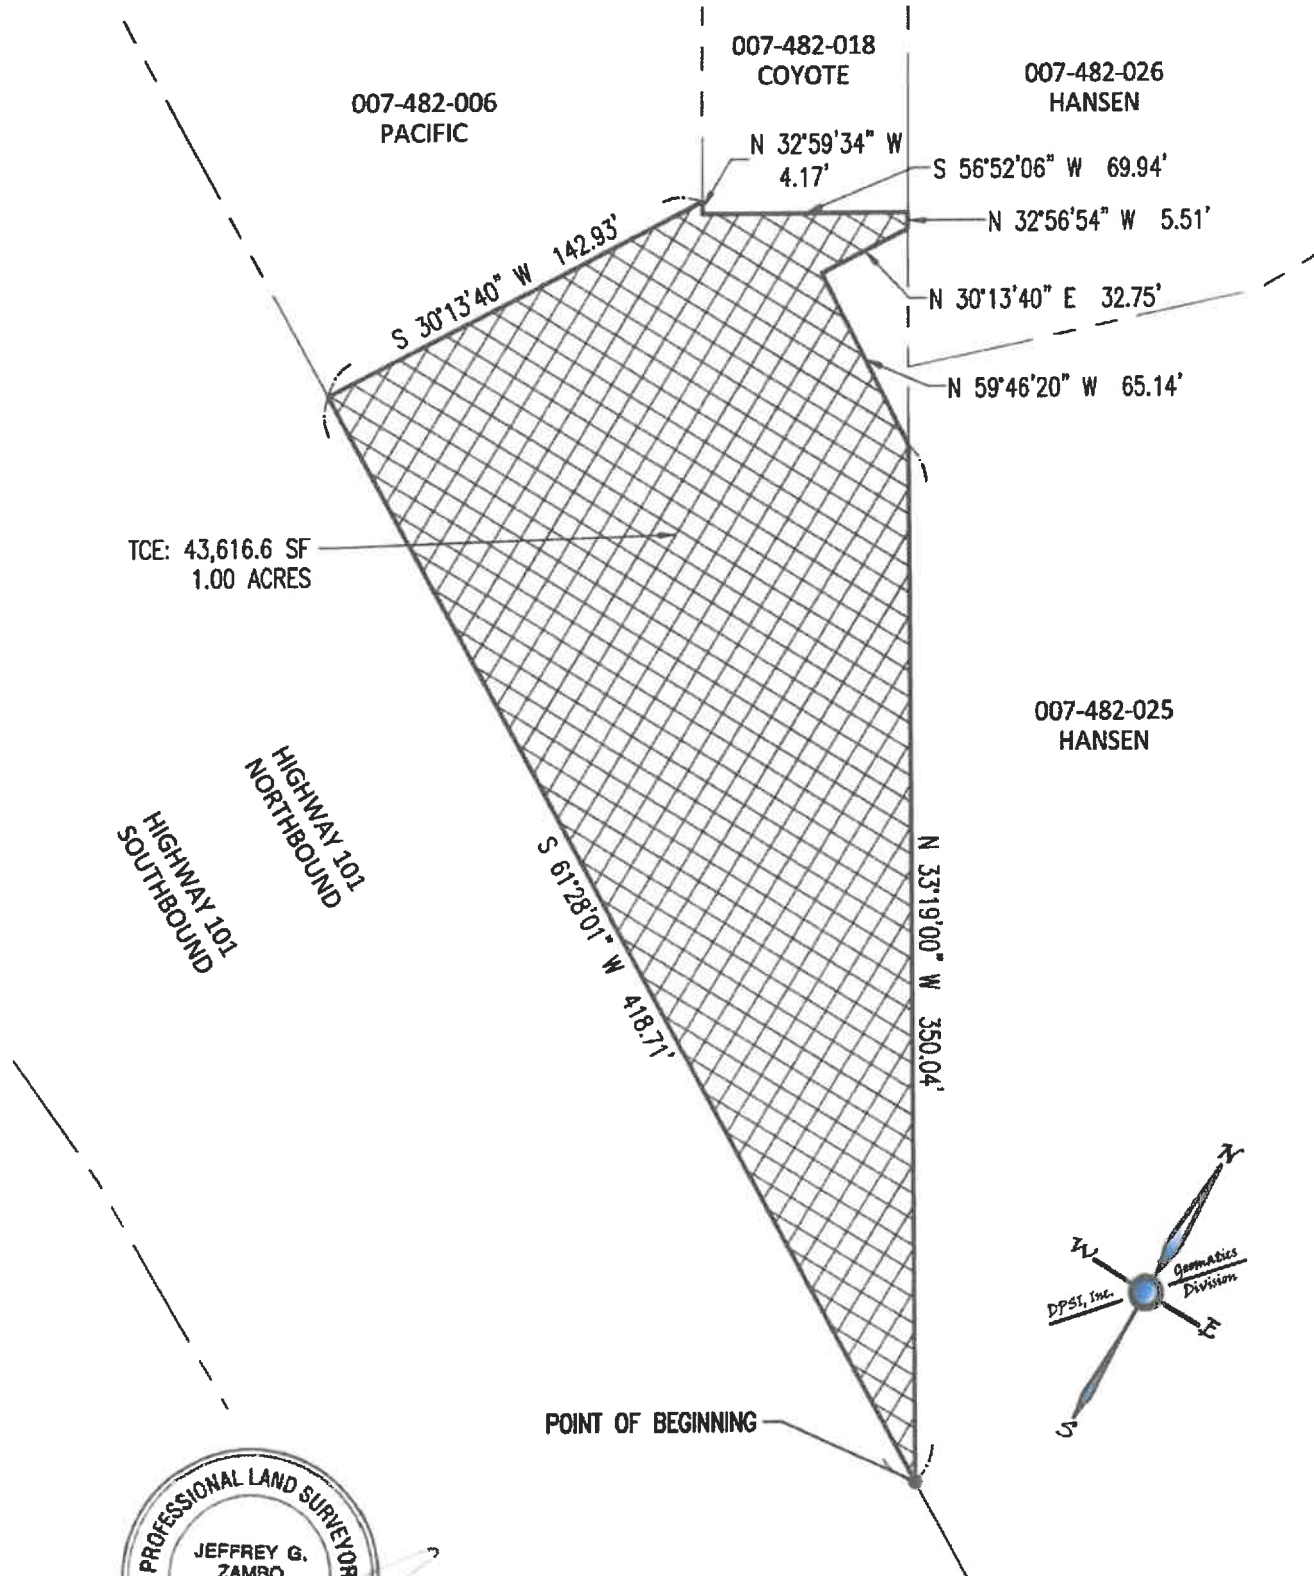 007-482-006
PACIFIC
007-482-018
COYOTE
007-482-026
HANSEN
N 32°59'34" W
4.17'
S 56°52'06" W 69.94'
N 32°56'54" W 5.51'
S 30°13'40" W 142.93'
N 30°13'40" E 32.75'
N 59°46'20" W 65.14'
TCE: 43,616.6 SF
1.00 ACRES
007-482-025
HANSEN
HIGHWAY 101
NORTHBOUND
HIGHWAY 101
SOUTHBOUND
S 61°28'01" W 418.71'
N 33°19'00" W 350.04'
N
W
Geomatics
Division
DPSI, Inc.
E
S
POINT OF BEGINNING
PROFESSIONAL LAND SURVEYOR
JEFFREY G.
ZAMBO